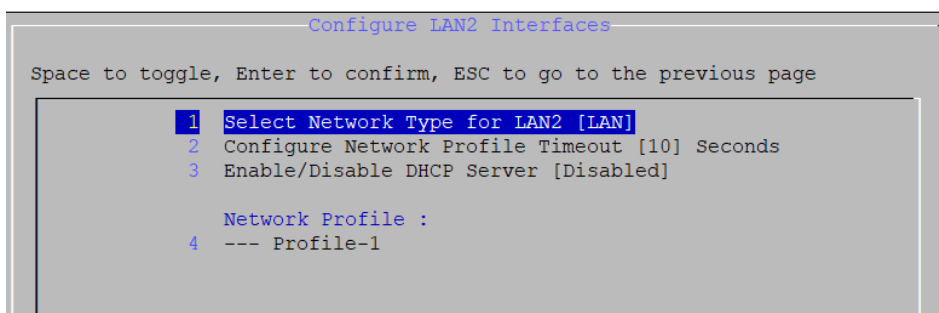 Configure LAN2 Interfaces
Space to toggle, Enter to confirm, ESC to go to the previous page
1 Select Network Type for LAN2 [LAN]
2 Configure Network Profile Timeout [10] Seconds
3 Enable/Disable DHCP Server [Disabled]
Network Profile :
4 --- Profile-1